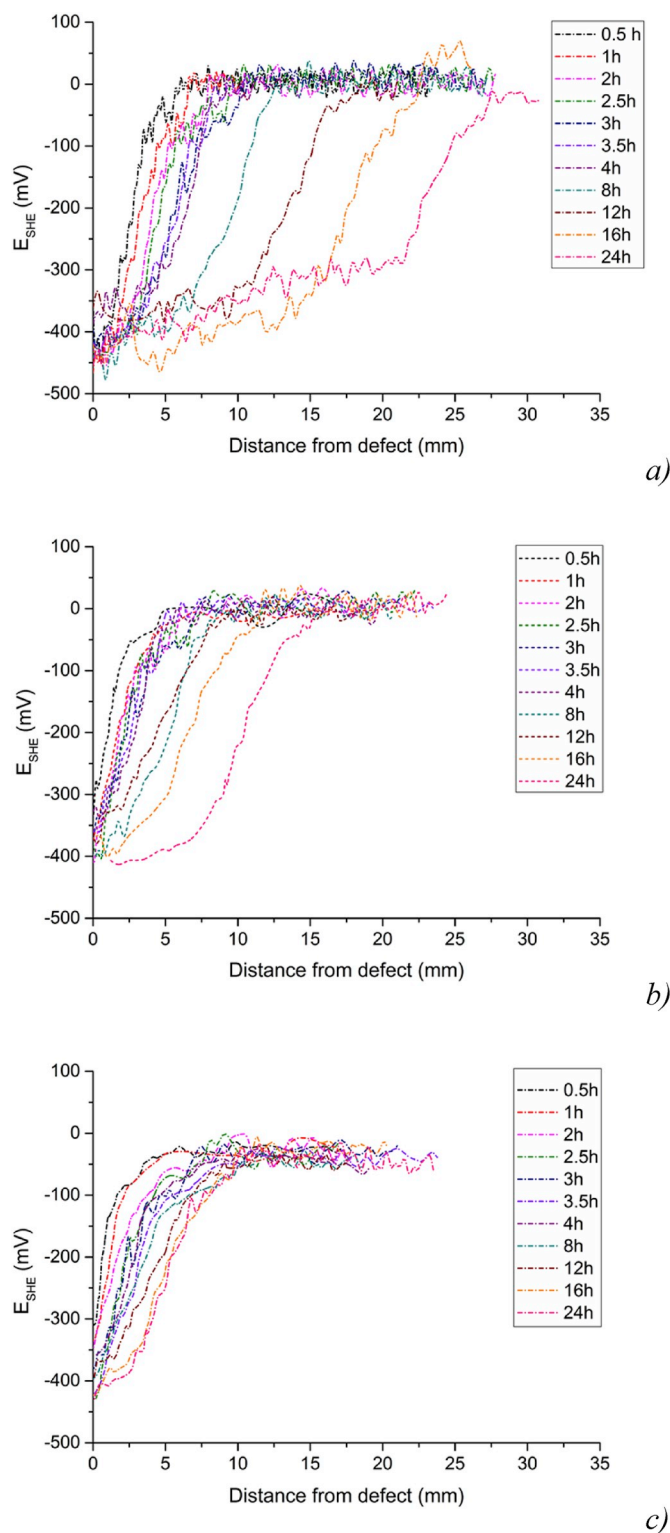 100
0
-100
-200
-300
-400
-500
E_SHE (mV)
0 5 10 15 20 25 30 35
Distance from defect (mm)
0.5 h
1h
2h
2.5h
3h
3.5h
4h
8h
12h
16h
24h
a)
100
0
-100
-200
-300
-400
-500
E_SHE (mV)
0 5 10 15 20 25 30 35
Distance from defect (mm)
0.5h
1h
2h
2.5h
3h
3.5h
4h
8h
12h
16h
24h
b)
100
0
-100
-200
-300
-400
-500
E_SHE (mV)
0 5 10 15 20 25 30 35
Distance from defect (mm)
0.5h
1h
2h
2.5h
3h
3.5h
4h
8h
12h
16h
24h
c)